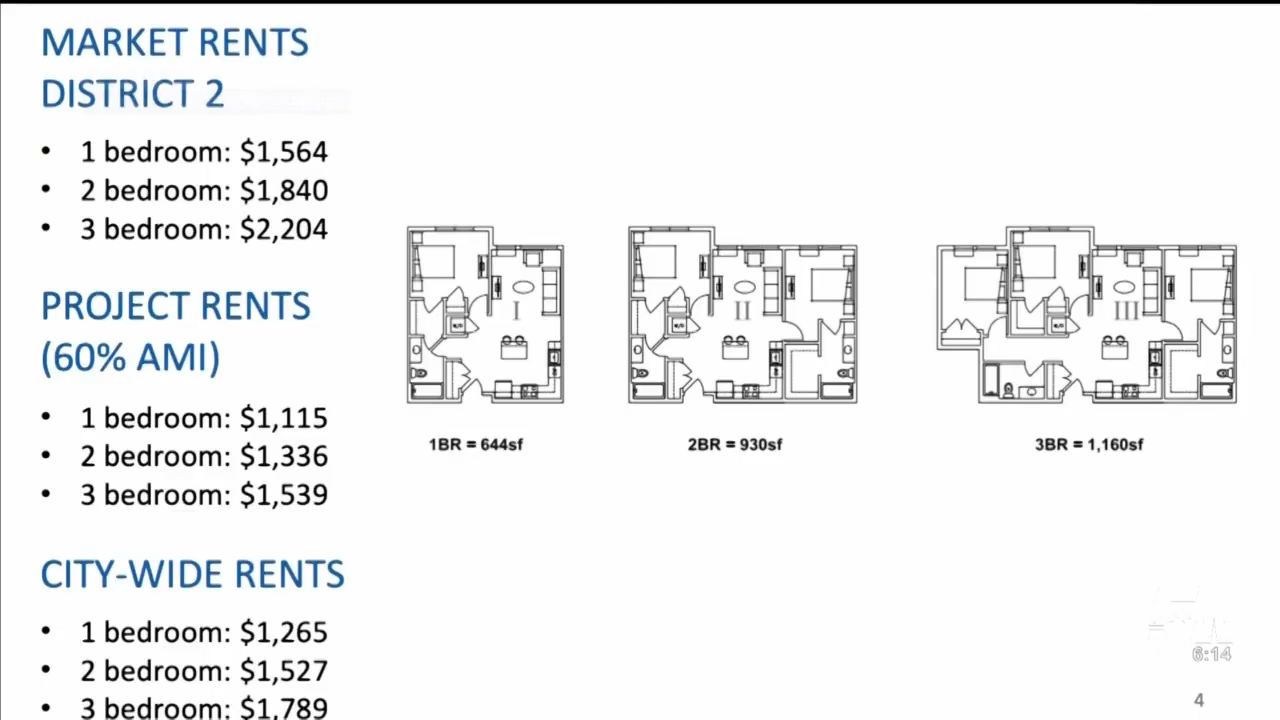 MARKET RENTS
DISTRICT 2
• 1 bedroom: $1,564
• 2 bedroom: $1,840
• 3 bedroom: $2,204
PROJECT RENTS
(60% AMI)
• 1 bedroom: $1,115
• 2 bedroom: $1,336
• 3 bedroom: $1,539
CITY-WIDE RENTS
• 1 bedroom: $1,265
• 2 bedroom: $1,527
• 3 bedroom: $1,789
I
II
III
W/D
W/D
W/D
1BR = 644sf
2BR = 930sf
3BR = 1,160sf
6:14
4